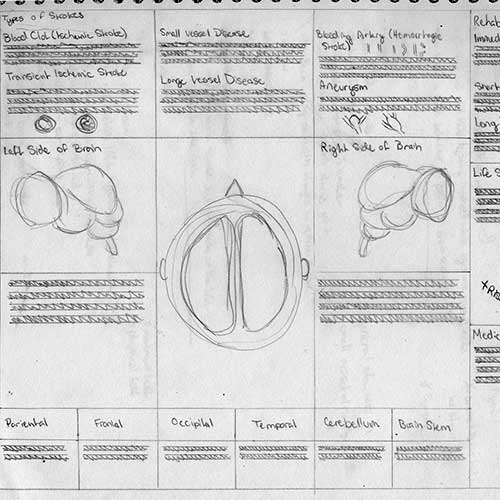 Types of Strokes
Blood Clot (Ischemic Stroke)
Transient Ischemic Stroke
Small Vessel Disease
Large Vessel Disease
Bleeding Artery (Hemorrhagic
Stroke)
Aneurysm
Rehab
Immed
Short
Long
Left Side of Brain
Right Side of Brain
Life S
Medic
Pariental
Frontal
Occipital
Temporal
Cerebellum
Brain Stem